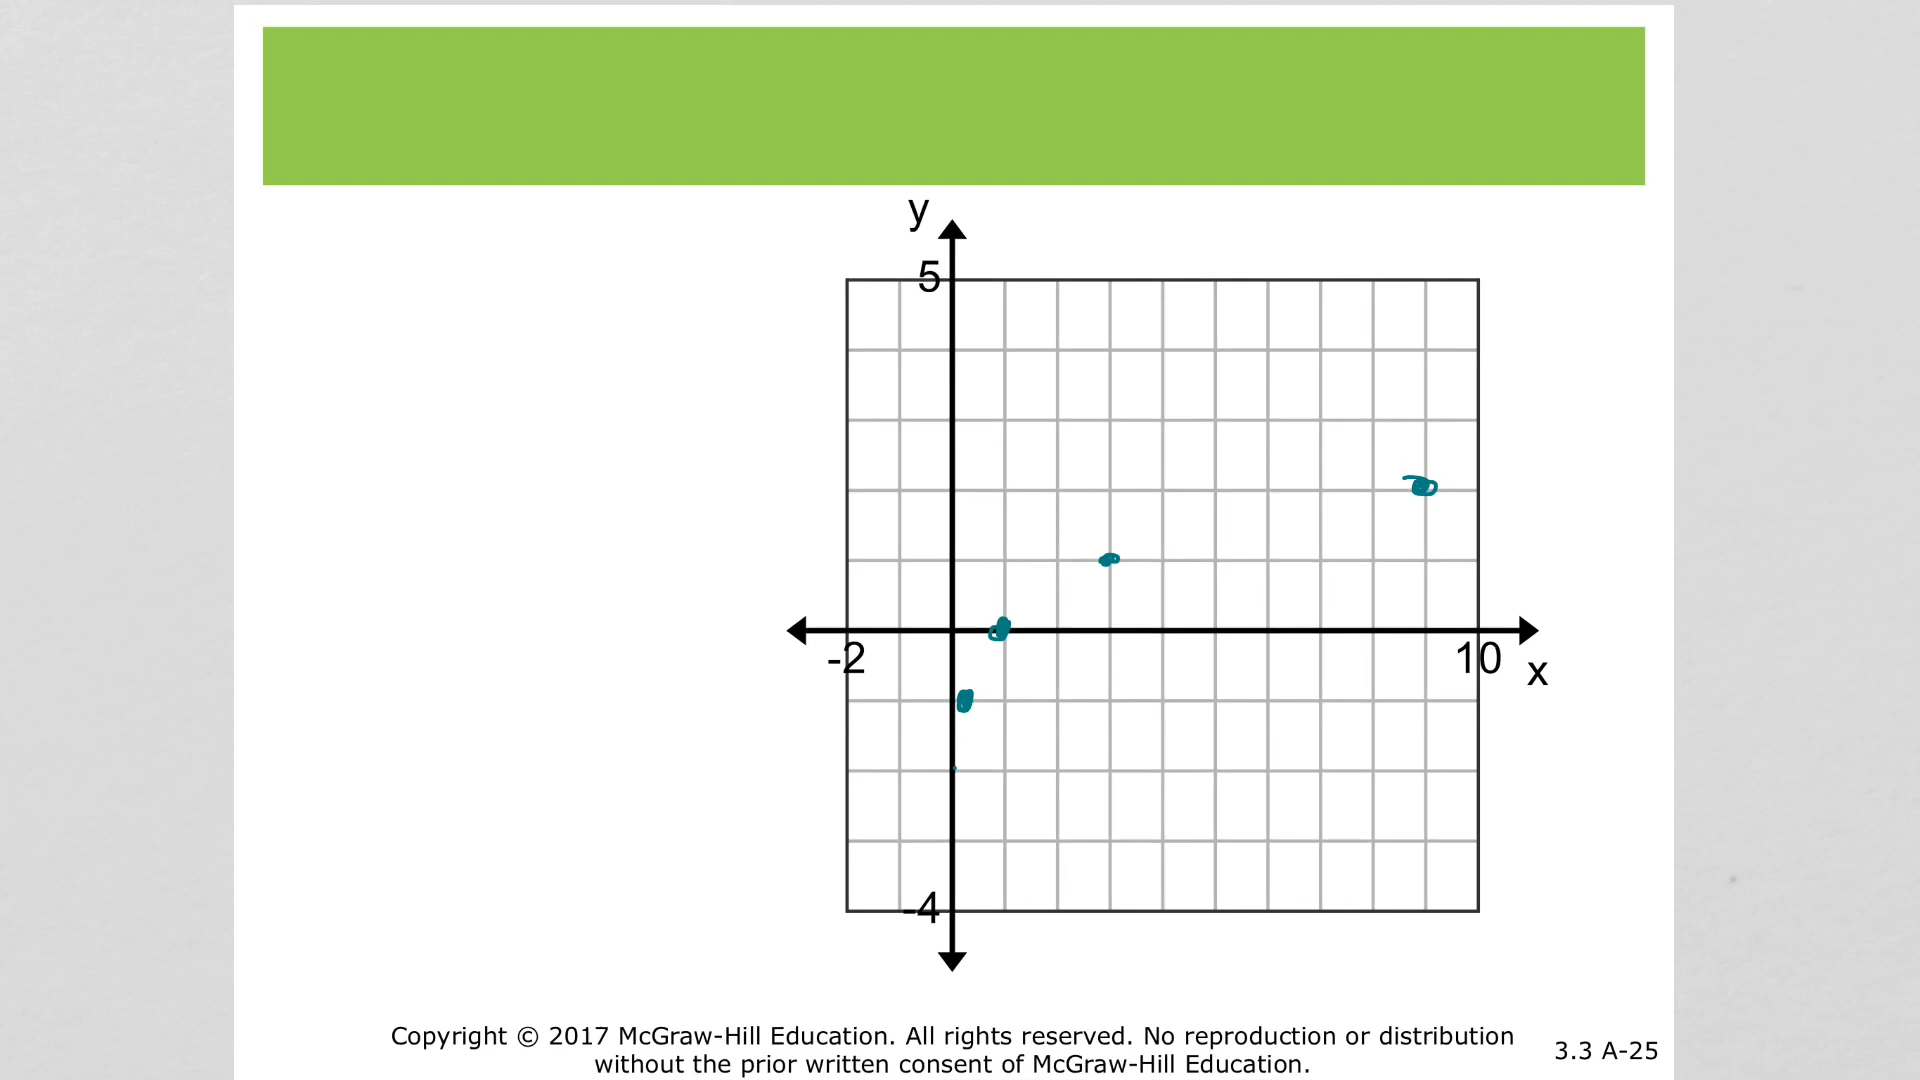 y
5
-2
10
x
-4
Copyright © 2017 McGraw-Hill Education. All rights reserved. No reproduction or distribution
without the prior written consent of McGraw-Hill Education.
3.3 A-25